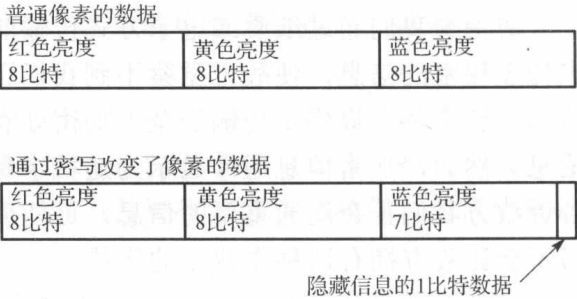 普通像素的数据
红色亮度 黄色亮度 蓝色亮度
8比特 8比特 8比特
通过密写改变了像素的数据
红色亮度 黄色亮度 蓝色亮度
8比特 8比特 7比特
隐藏信息的1比特数据